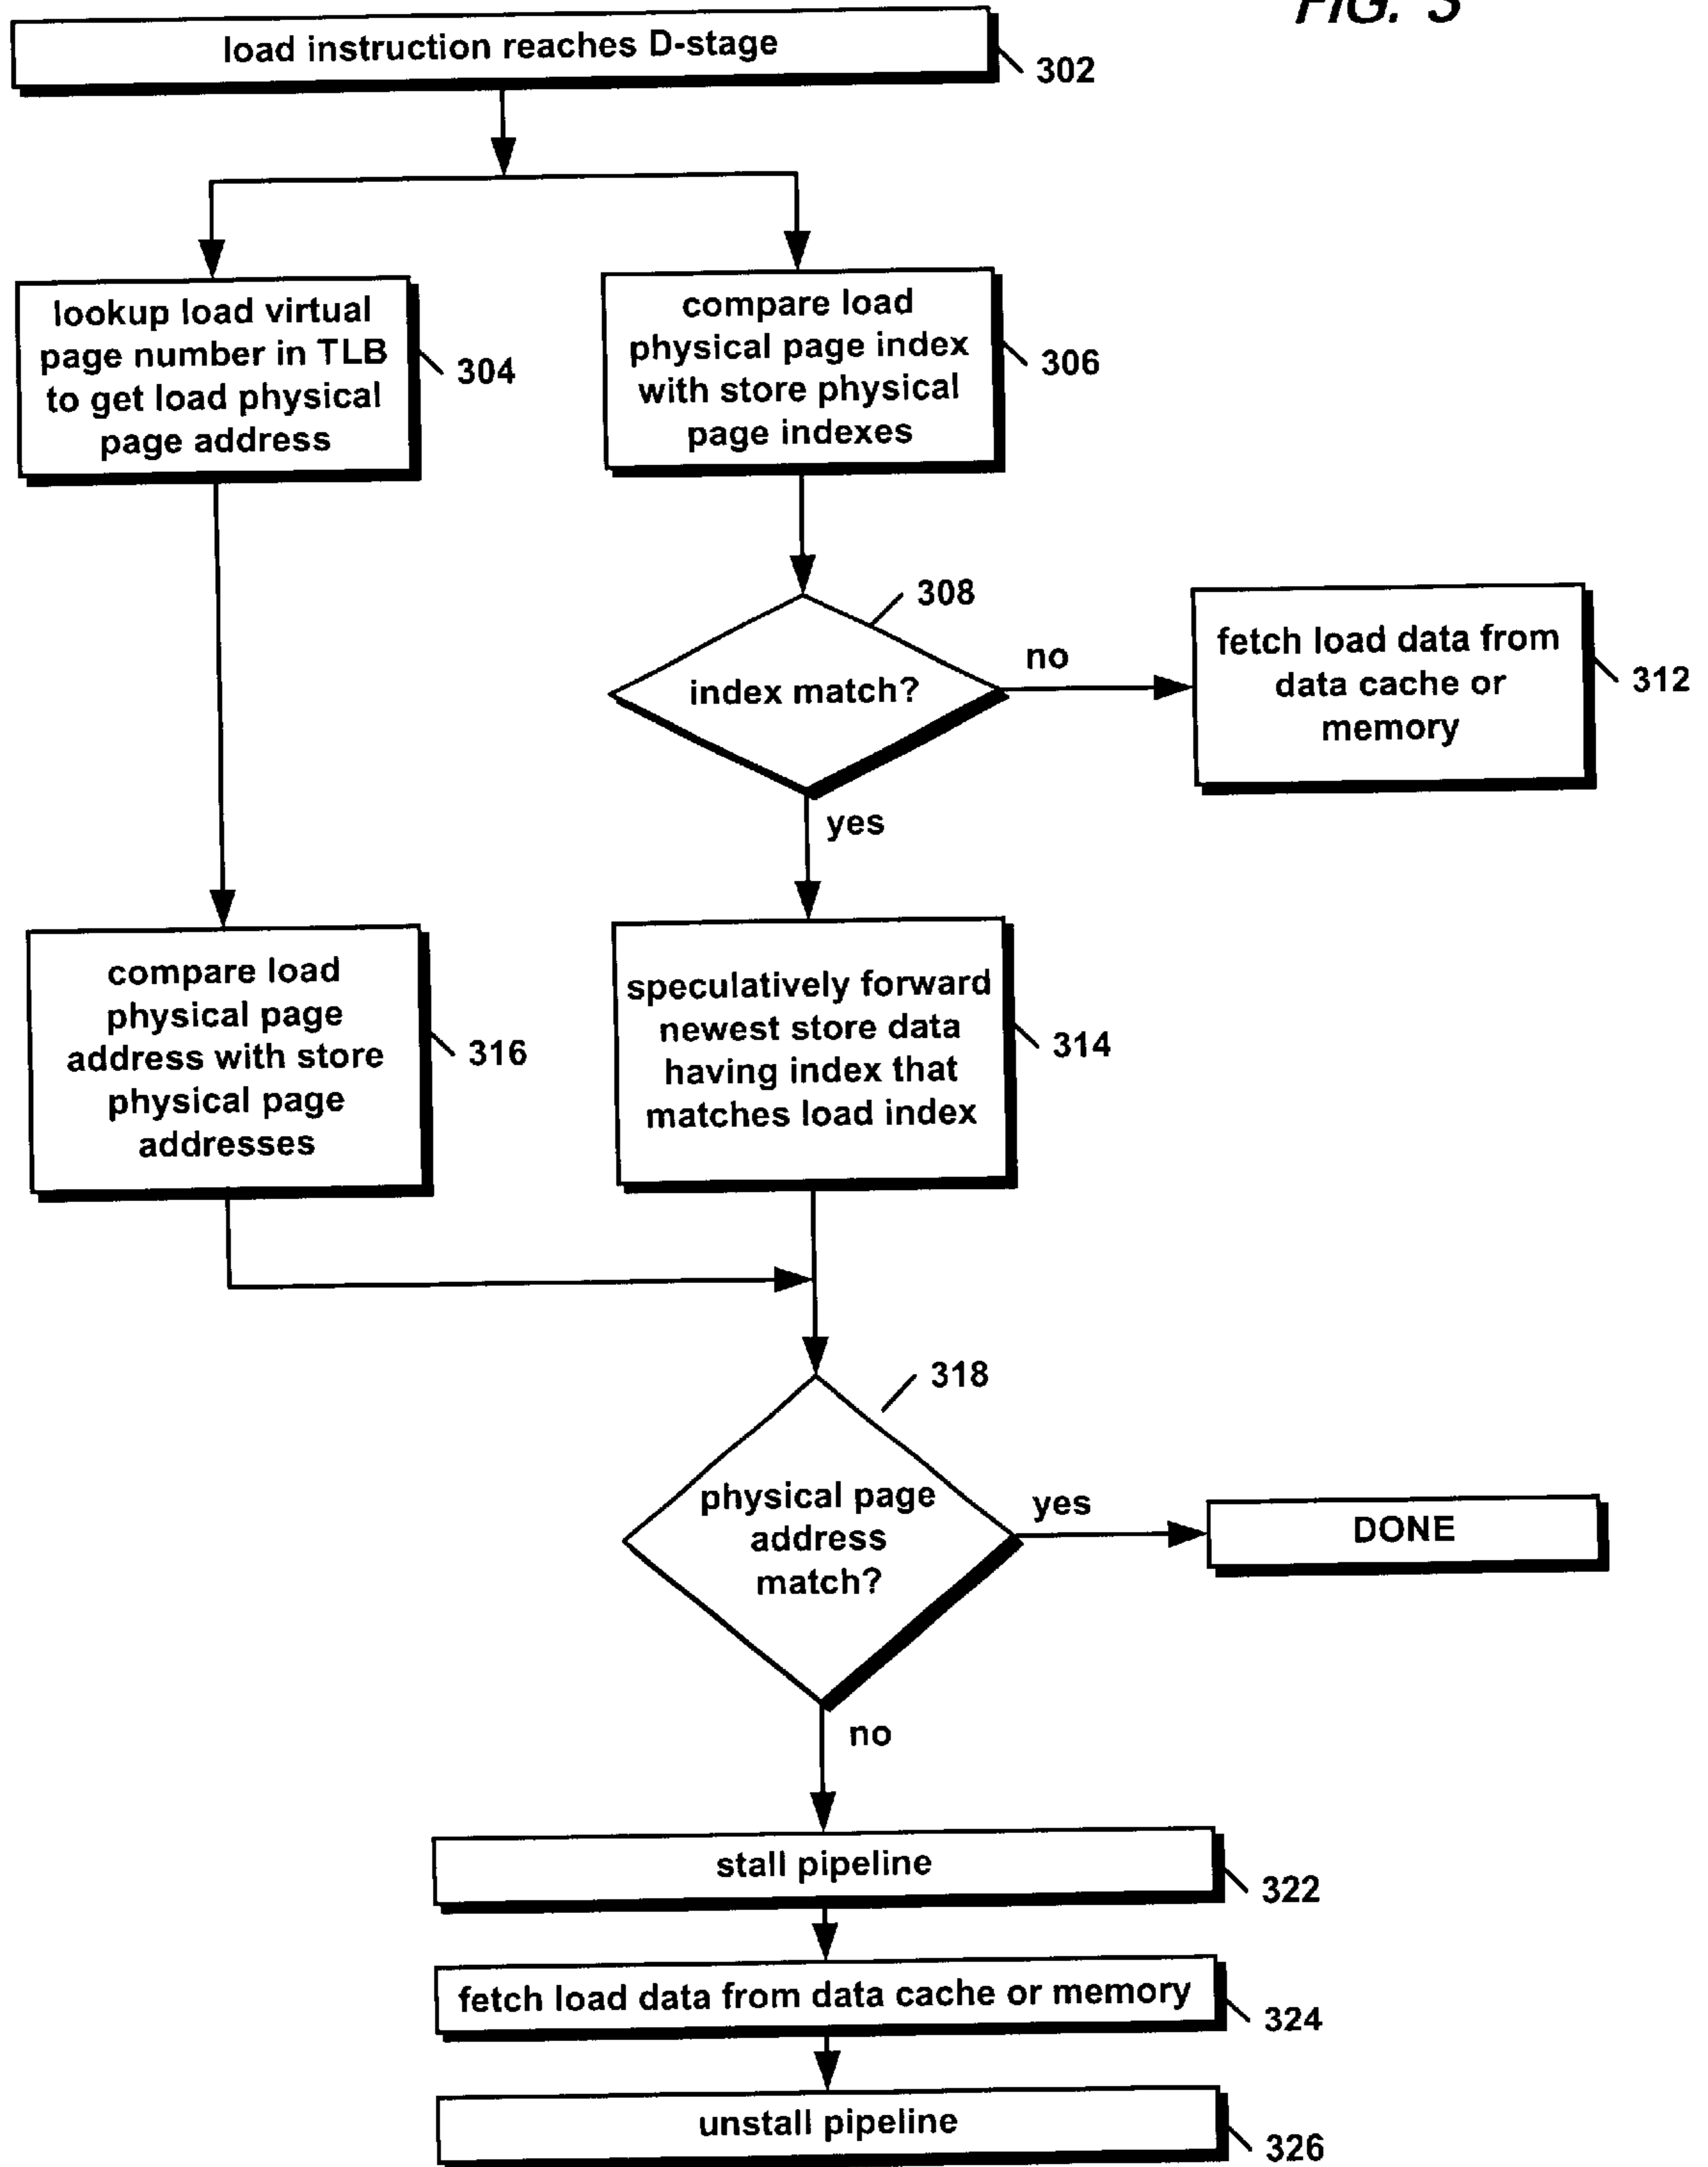 FIG. 3
load instruction reaches D-stage
302
lookup load virtual
page number in TLB
to get load physical
page address
304
compare load
physical page index
with store physical
page indexes
306
308
index match?
no
yes
fetch load data from
data cache or
memory
312
compare load
physical page
address with store
physical page
addresses
316
speculatively forward
newest store data
having index that
matches load index
314
318
physical page
address
match?
yes
DONE
no
stall pipeline
322
fetch load data from data cache or memory
324
unstall pipeline
326